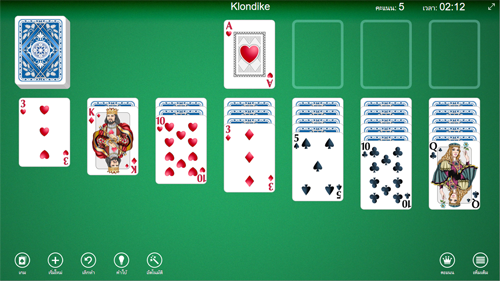 Klondike
คะแนน: 5
เวลา: 02:12
A
A
3
3
K
K
10
10
3
3
5
5
10
10
Q
Q
เกม
เริ่มใหม่
เลิกทำ
คำใบ้
อัตโนมัติ
คะแนน
เพิ่มเติม